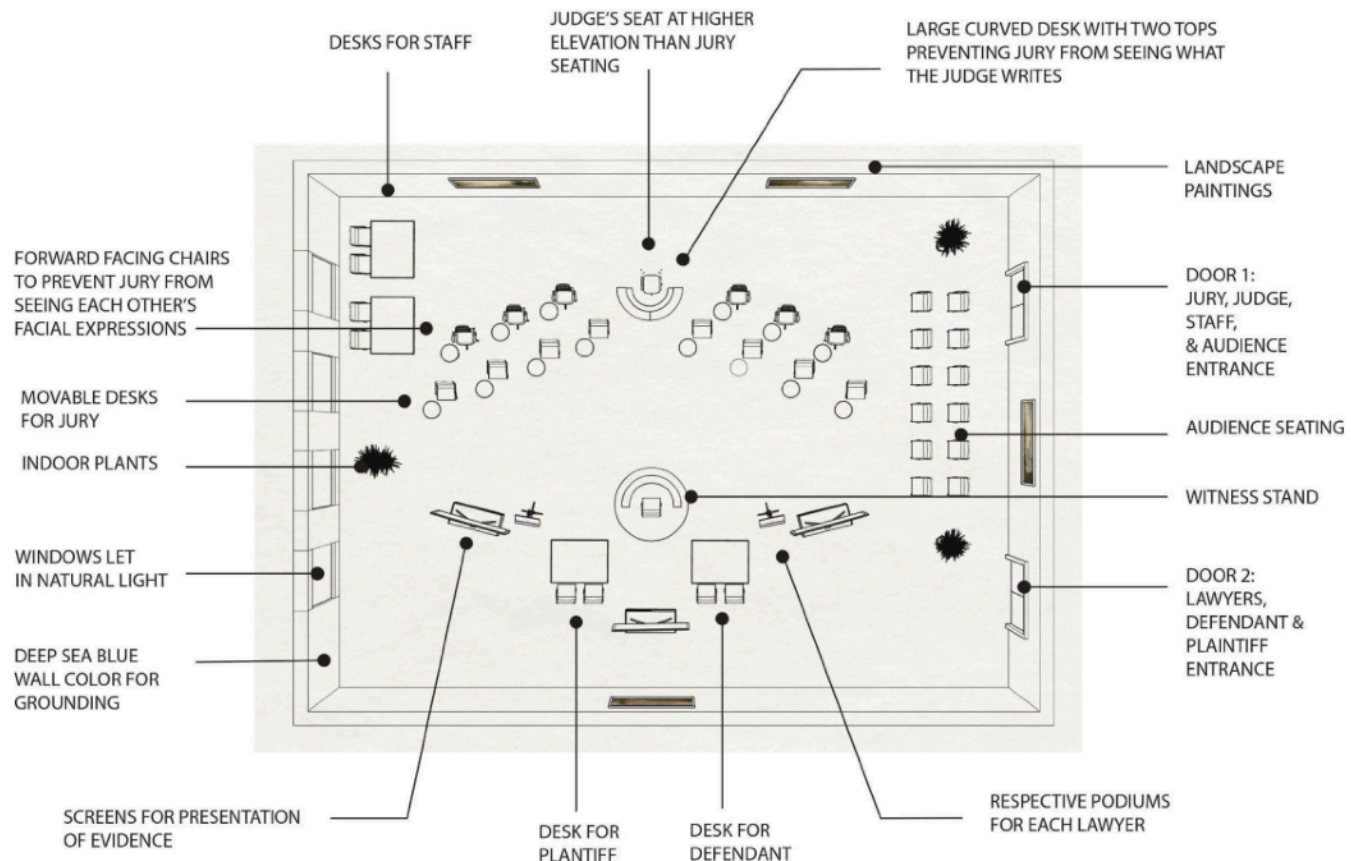 DESKS FOR STAFF
JUDGE'S SEAT AT HIGHER
ELEVATION THAN JURY
SEATING
LARGE CURVED DESK WITH TWO TOPS
PREVENTING JURY FROM SEEING WHAT
THE JUDGE WRITES
LANDSCAPE
PAINTINGS
FORWARD FACING CHAIRS
TO PREVENT JURY FROM
SEEING EACH OTHER'S
FACIAL EXPRESSIONS
DOOR 1:
JURY, JUDGE,
STAFF,
& AUDIENCE
ENTRANCE
MOVABLE DESKS
FOR JURY
AUDIENCE SEATING
INDOOR PLANTS
WITNESS STAND
WINDOWS LET
IN NATURAL LIGHT
DOOR 2:
LAWYERS,
DEFENDANT &
PLAINTIFF
ENTRANCE
DEEP SEA BLUE
WALL COLOR FOR
GROUNDING
SCREENS FOR PRESENTATION
OF EVIDENCE
DESK FOR
PLANTIFF
DESK FOR
DEFENDANT
RESPECTIVE PODIUMS
FOR EACH LAWYER